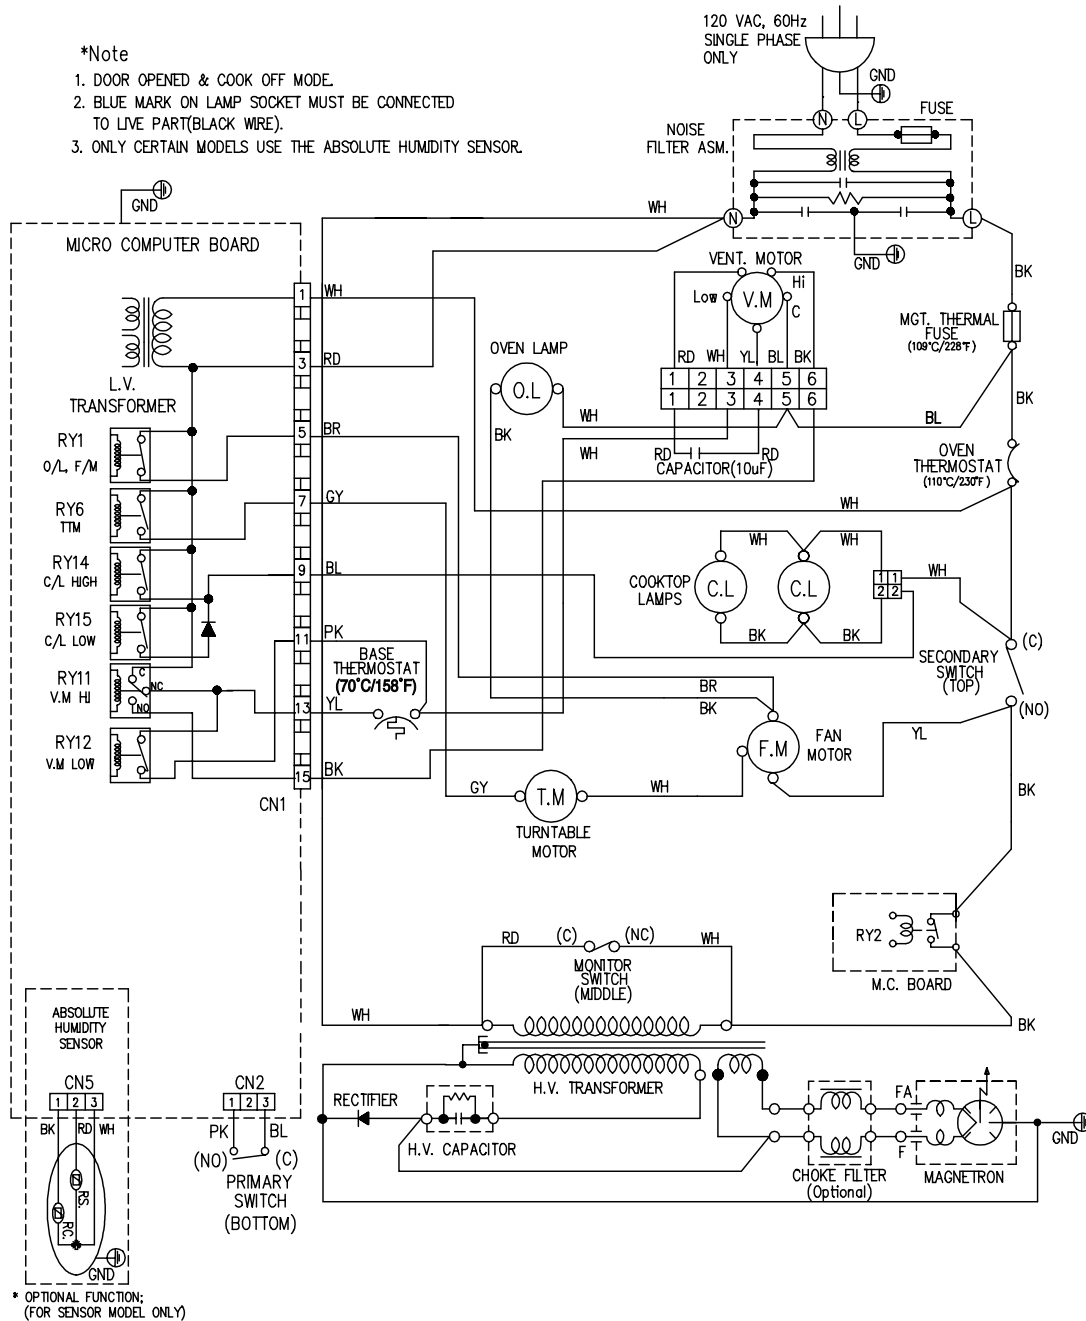 120 VAC, 60Hz
SINGLE PHASE
ONLY
GND
*Note
1. DOOR OPENED & COOK OFF MODE.
2. BLUE MARK ON LAMP SOCKET MUST BE CONNECTED
TO LIVE PART(BLACK WIRE).
3. ONLY CERTAIN MODELS USE THE ABSOLUTE HUMIDITY SENSOR.
N
L
FUSE
NOISE
FILTER ASM.
N
L
GND
GND
WH
MICRO COMPUTER BOARD
BK
VENT. MOTOR
Hi
Low
V.M
C
1
WH
MGT. THERMAL
FUSE
(109°C/228°F)
OVEN LAMP
O.L
RD
WH
YL
BL
BK
3
RD
1 2 3 4 5 6
1 2 3 4 5 6
L.V.
TRANSFORMER
BK
WH
BL
5
BR
BK
RY1
O/L, F/M
WH
RD
RD
CAPACITOR(10uF)
OVEN
THERMOSTAT
(110°C/230°F)
7
GY
WH
RY6
TTM
WH
WH
RY14
C/L HIGH
9
BL
COOKTOP
LAMPS
C.L
C.L
1 1
2 2
WH
RY15
C/L LOW
11
PK
BK
BK
(C)
BASE
THERMOSTAT
(70°C/158°F)
SECONDARY
SWITCH
(TOP)
RY11
V.M HI
C
NC
NO
BR
BK
13
YL
(NO)
RY12
V.M LOW
F.M
FAN
MOTOR
YL
15
BK
CN1
GY
T.M
WH
BK
TURNTABLE
MOTOR
RY2
M.C. BOARD
RD
(C)
(NC)
WH
MONITOR
SWITCH
(MIDDLE)
WH
BK
ABSOLUTE
HUMIDITY
SENSOR
H.V. TRANSFORMER
CN5
1 2 3
CN2
1 2 3
RECTIFIER
H.V. CAPACITOR
FA
F
GND
BK
RD
WH
PK
BL
(NO)
(C)
PRIMARY
SWITCH
(BOTTOM)
CHOKE FILTER
(Optional)
MAGNETRON
RS.
RC.
GND
* OPTIONAL FUNCTION;
(FOR SENSOR MODEL ONLY)